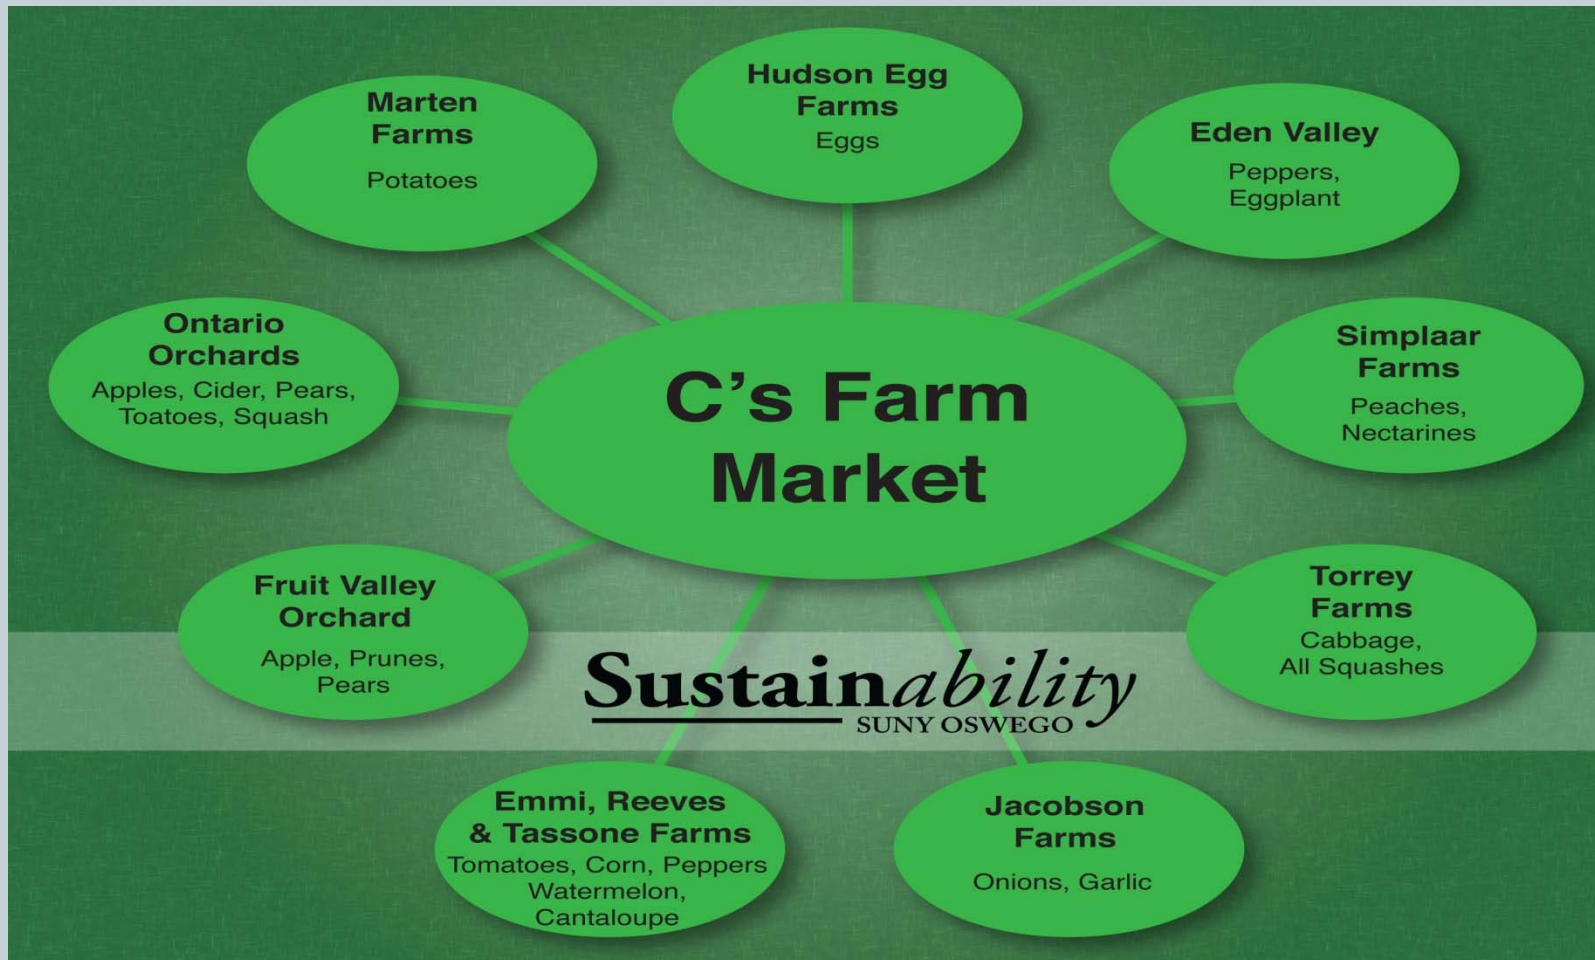 Hudson Egg
Farms
Eggs
Marten
Farms
Potatoes
Eden Valley
Peppers,
Eggplant
Ontario
Orchards
Apples, Cider, Pears,
Toatoes, Squash
C's Farm
Market
Simplaar
Farms
Peaches,
Nectarines
Fruit Valley
Orchard
Apple, Prunes,
Pears
Torrey
Farms
Cabbage,
All Squashes
Sustainability
SUNY OSWEGO
Emmi, Reeves
& Tassone Farms
Tomatoes, Corn, Peppers
Watermelon,
Cantaloupe
Jacobson
Farms
Onions, Garlic